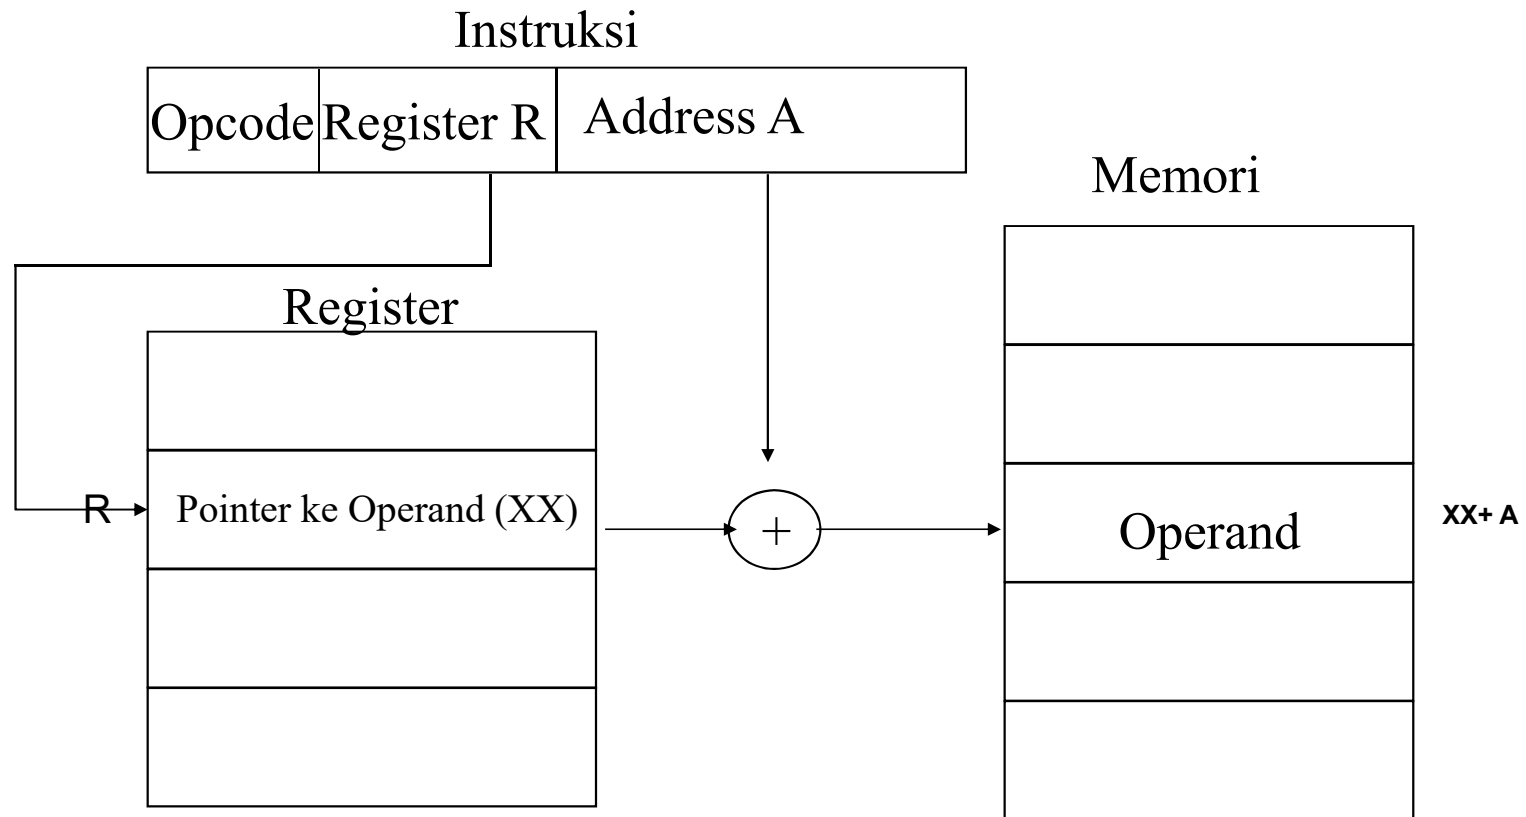 Instruksi
Opcode Register R Address A
Memori
Register
R Pointer ke Operand (XX) + Operand XX+ A